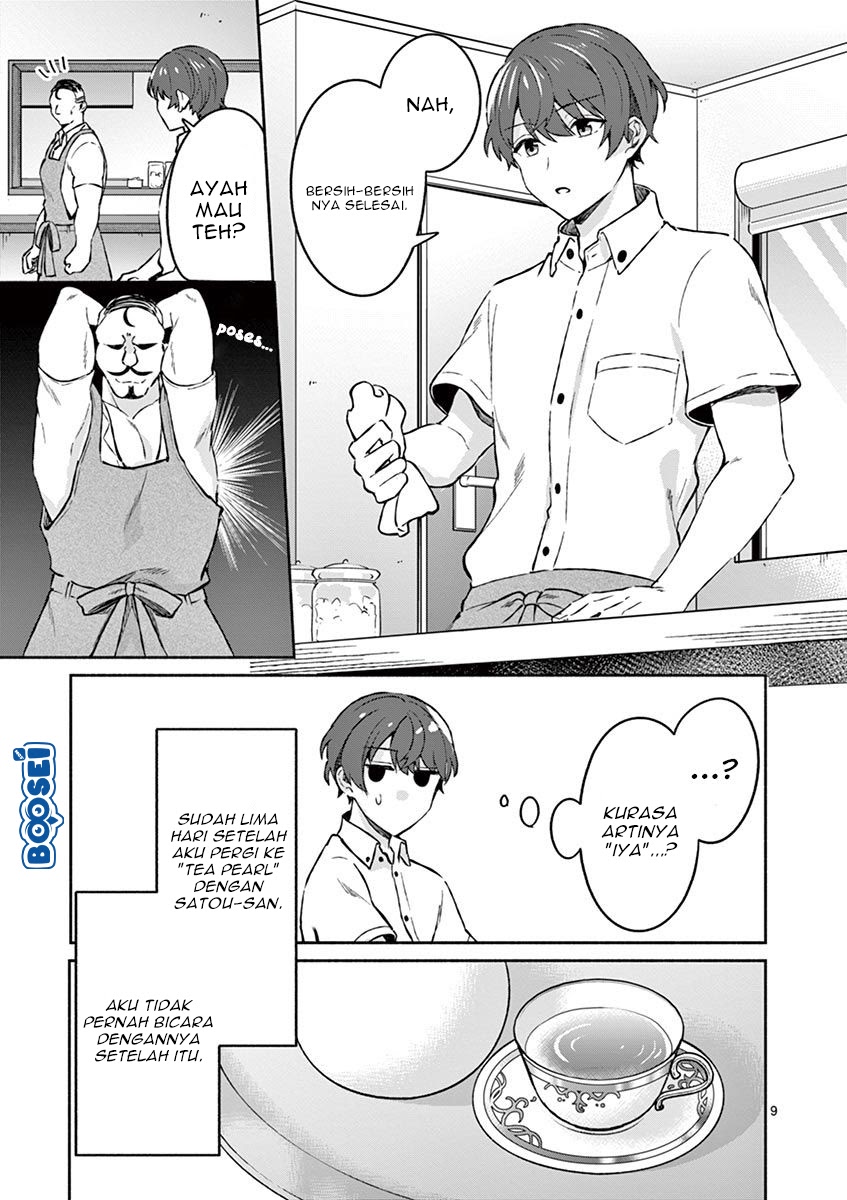 NAH,
BERSIH-BERSIH
NYA SELESAI.
AYAH
MAU
TEH?
POSES...
...?
KURASA
ARTINYA
"IYA"....?
SUDAH LIMA
HARI SETELAH
AKU PERGI KE
"TEA PEARL"
DENGAN
SATOU-SAN.
AKU TIDAK
PERNAH BICARA
DENGANNYA
SETELAH ITU.
BOOSEI
9